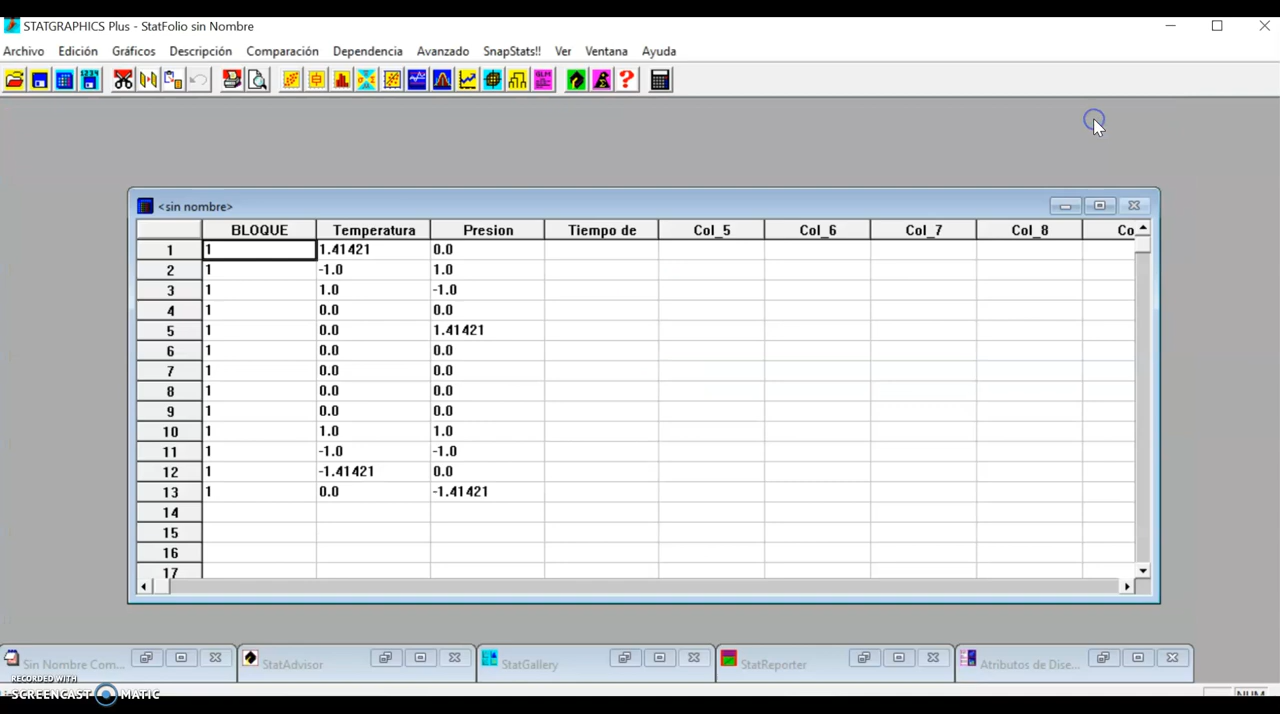 STATGRAPHICS Plus - StatFolio sin Nombre
Archivo Edición Gráficos Descripción Comparación Dependencia Avanzado SnapStats!! Ver Ventana Ayuda
<sin nombre>
BLOQUE Temperatura Presion Tiempo de Col_5 Col_6 Col_7 Col_8 Co
1 1 1.41421 0.0
2 1 -1.0 1.0
3 1 1.0 -1.0
4 1 0.0 0.0
5 1 0.0 1.41421
6 1 0.0 0.0
7 1 0.0 0.0
8 1 0.0 0.0
9 1 0.0 0.0
10 1 1.0 1.0
11 1 -1.0 -1.0
12 1 -1.41421 0.0
13 1 0.0 -1.41421
14
15
16
17
Sin Nombre Com... StatAdvisor StatGallery StatReporter Atributos de Dise...
RECORDED WITH
SCREENCAST MATIC
NUM